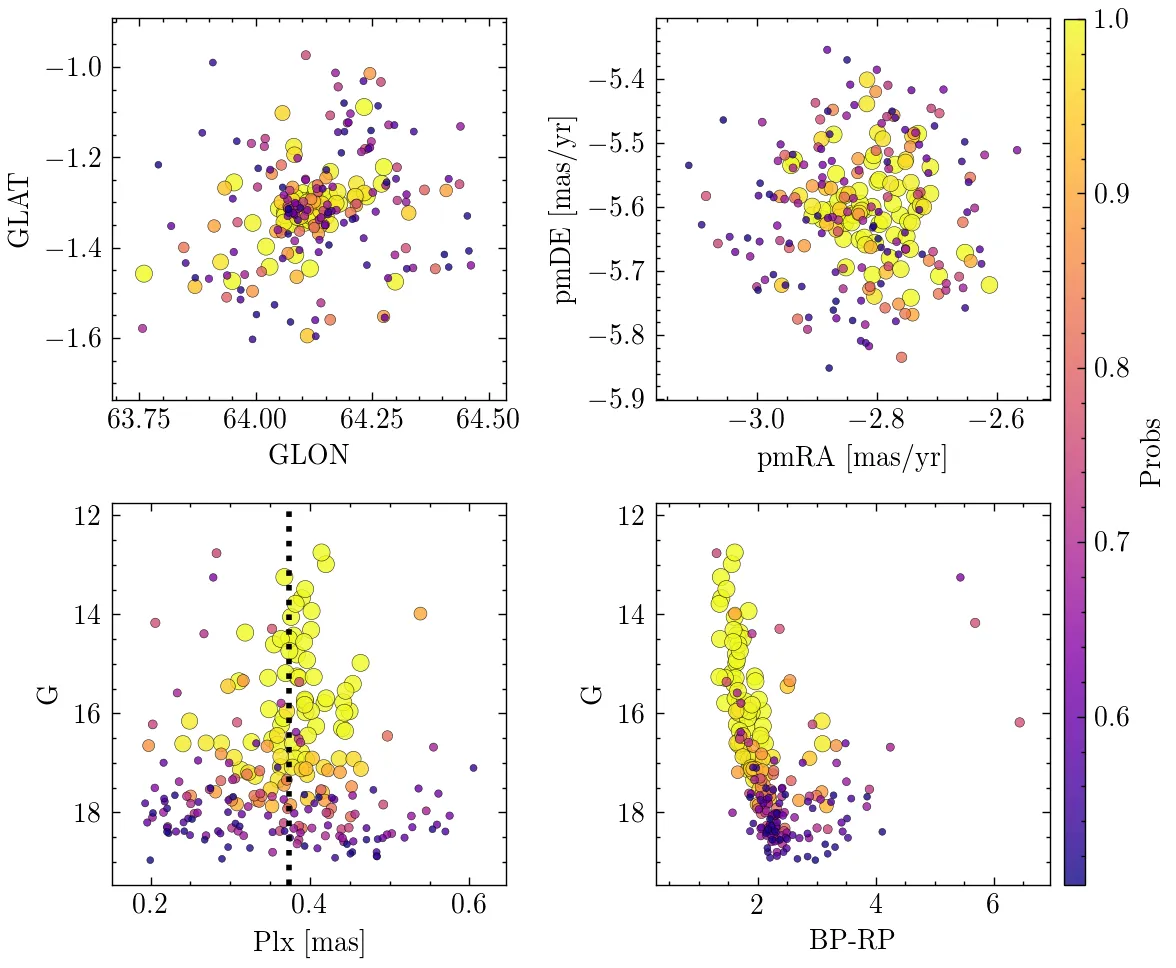 −1.0
−1.2
−1.4
−1.6
GLAT
63.75 64.00 64.25 64.50
GLON
−5.4
−5.5
−5.6
−5.7
−5.8
−5.9
pmDE [mas/yr]
−3.0 −2.8 −2.6
pmRA [mas/yr]
12
14
16
18
G
0.2 0.4 0.6
Plx [mas]
12
14
16
18
G
2 4 6
BP-RP
1.0
0.9
0.8
0.7
0.6
Probs